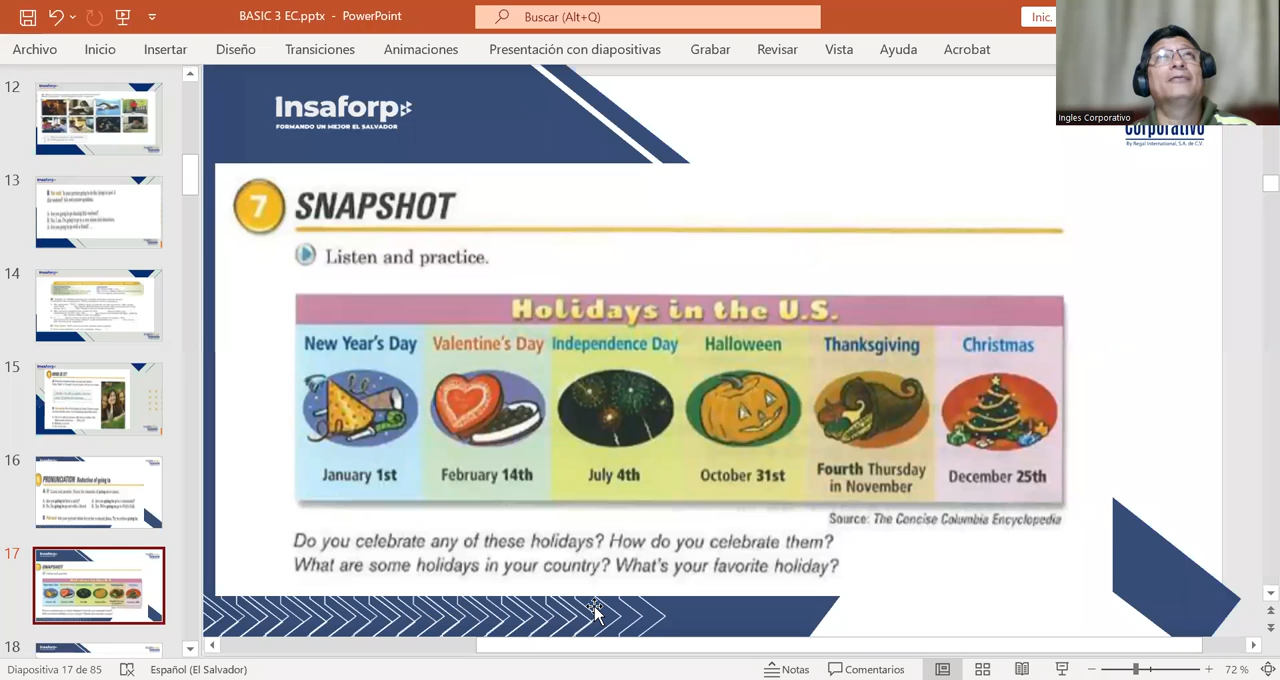 BASIC 3 EC.pptx - PowerPoint
Buscar (Alt+Q)
Inic.
Archivo Inicio Insertar Diseño Transiciones Animaciones Presentación con diapositivas Grabar Revisar Vista Ayuda Acrobat
Ingles Corporativo
12
13
14
15
16
17
18
Insaforp
FORMANDO UN MEJOR EL SALVADOR
Corporativo
By Regal International, S.A. de C.V.
7 SNAPSHOT
Listen and practice.
Holidays in the U.S.
New Year's Day Valentine's Day Independence Day Halloween Thanksgiving Christmas
January 1st February 14th July 4th October 31st Fourth Thursday in November December 25th
Source: The Concise Columbia Encyclopedia
Do you celebrate any of these holidays? How do you celebrate them?
What are some holidays in your country? What's your favorite holiday?
Diapositiva 17 de 85 Español (El Salvador) Notas Comentarios 72 %